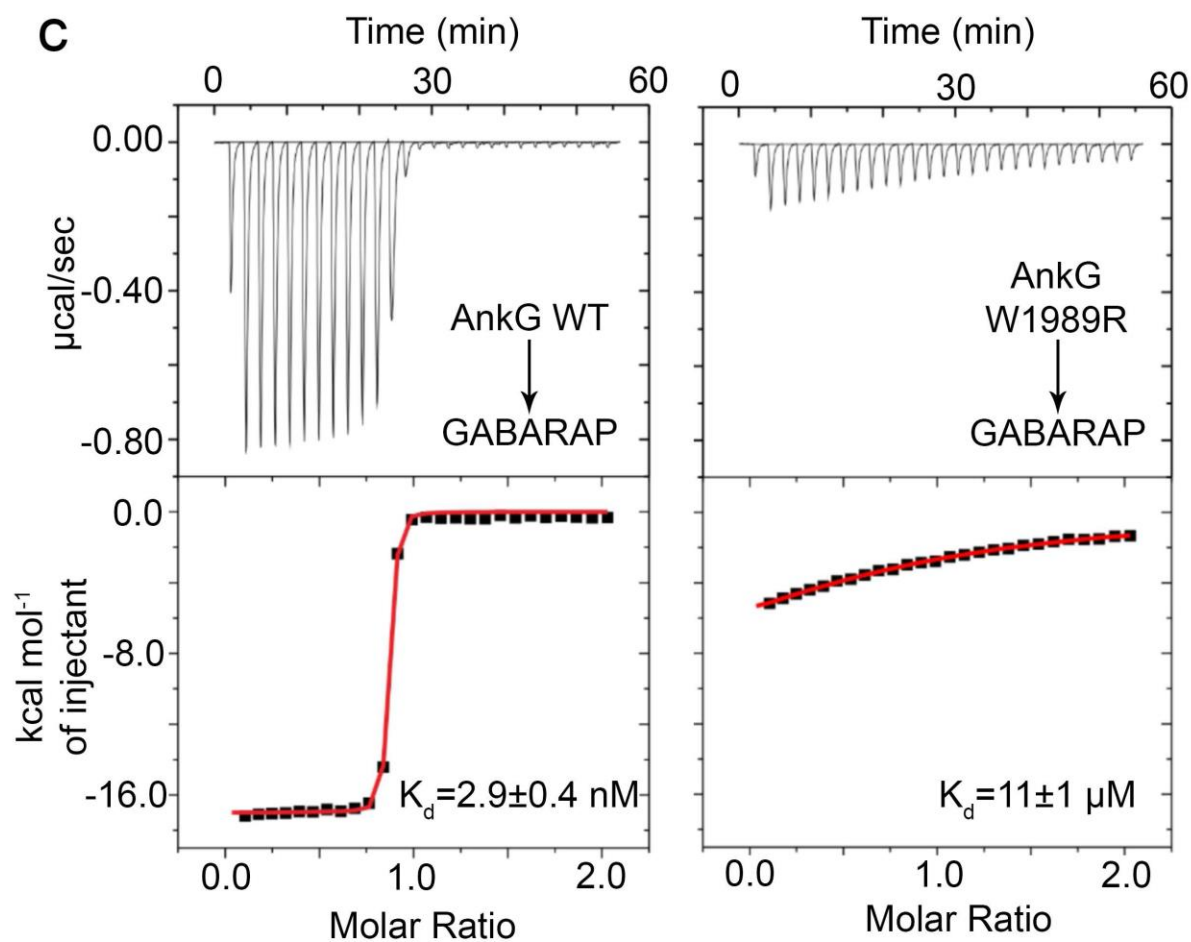 C
Time (min)
0 30 60
0.00
-0.40
-0.80
µcal/sec
AnkG WT
GABARAP
0.0
-8.0
-16.0
kcal mol⁻¹
of injectant
K_d=2.9±0.4 nM
0.0 1.0 2.0
Molar Ratio
Time (min)
0 30 60
AnkG
W1989R
GABARAP
K_d=11±1 µM
0.0 1.0 2.0
Molar Ratio